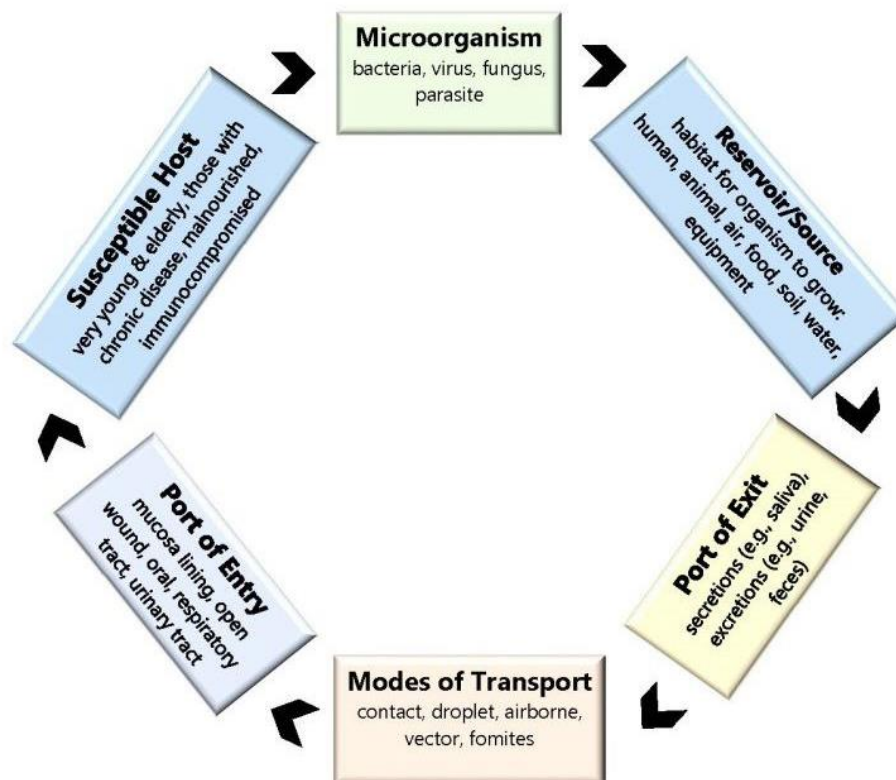 Microorganism
bacteria, virus, fungus,
parasite
Reservoir/Source
habitat for organism to grow:
human, animal, air, food, soil, water,
equipment
Port of Exit
secretions (e.g., saliva),
excretions (e.g., urine,
feces)
Modes of Transport
contact, droplet, airborne,
vector, fomites
Port of Entry
mucosa lining, open
wound, oral, respiratory
tract, urinary tract
Susceptible Host
very young & elderly, those with
chronic disease, malnourished,
immunocompromised